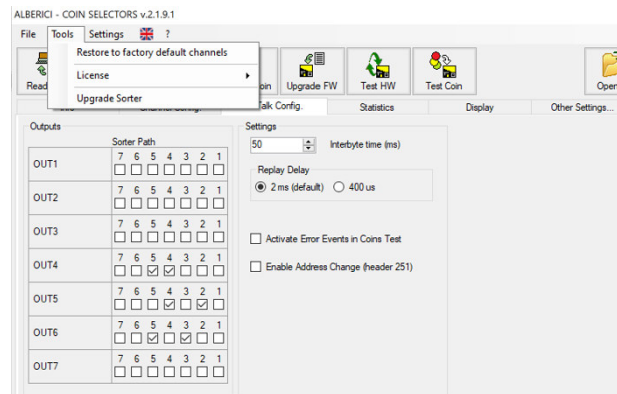 ALBERICI - COIN SELECTORS v.2.1.9.1
File Tools Settings ?
Restore to factory default channels
License
Upgrade Sorter
Read
oin
Upgrade FW
Test HW
Test Coin
Open
Talk Config.
Statistics
Display
Other Settings...
Outputs
Sorter Path
OUT1 7 6 5 4 3 2 1
OUT2 7 6 5 4 3 2 1
OUT3 7 6 5 4 3 2 1
OUT4 7 6 5 4 3 2 1
OUT5 7 6 5 4 3 2 1
OUT6 7 6 5 4 3 2 1
OUT7 7 6 5 4 3 2 1
Settings
50 Interbyte time (ms)
Replay Delay
2 ms (default) 400 us
Activate Error Events in Coins Test
Enable Address Change (header 251)